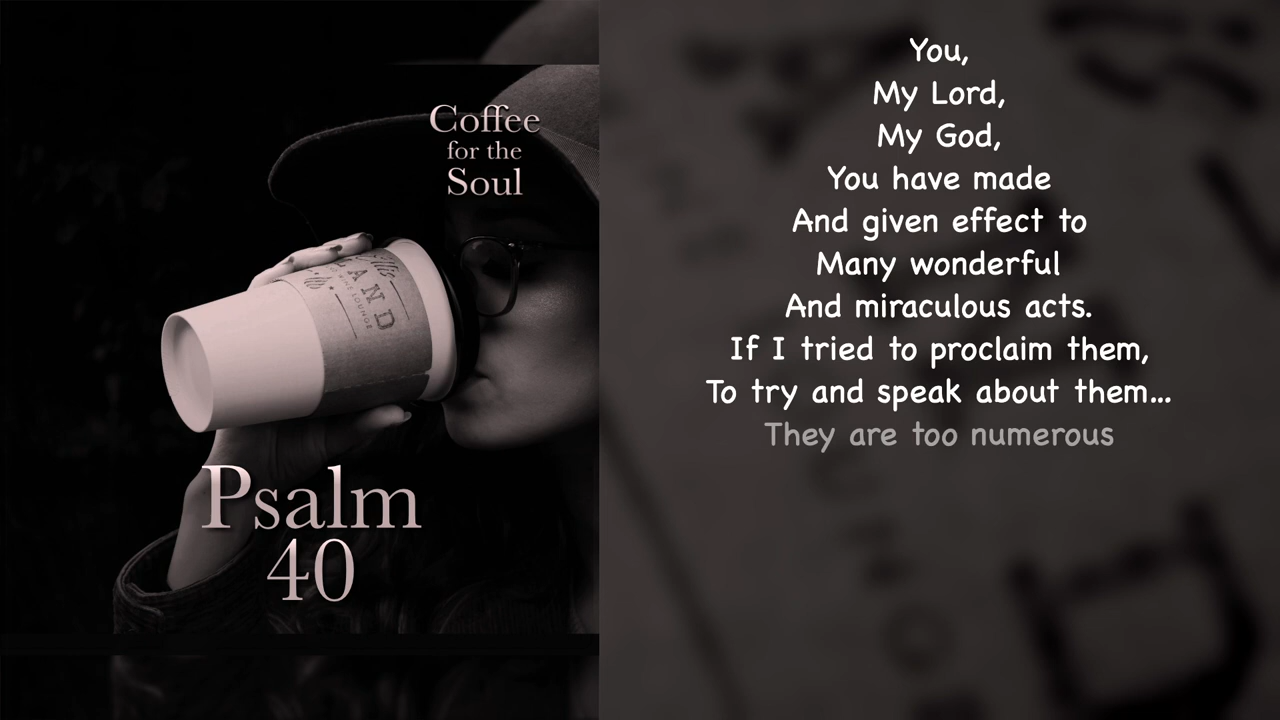 Coffee
for the
Soul
LAND
LOUNGE
Psalm
40
You,
My Lord,
My God,
You have made
And given effect to
Many wonderful
And miraculous acts.
If I tried to proclaim them,
To try and speak about them...
They are too numerous